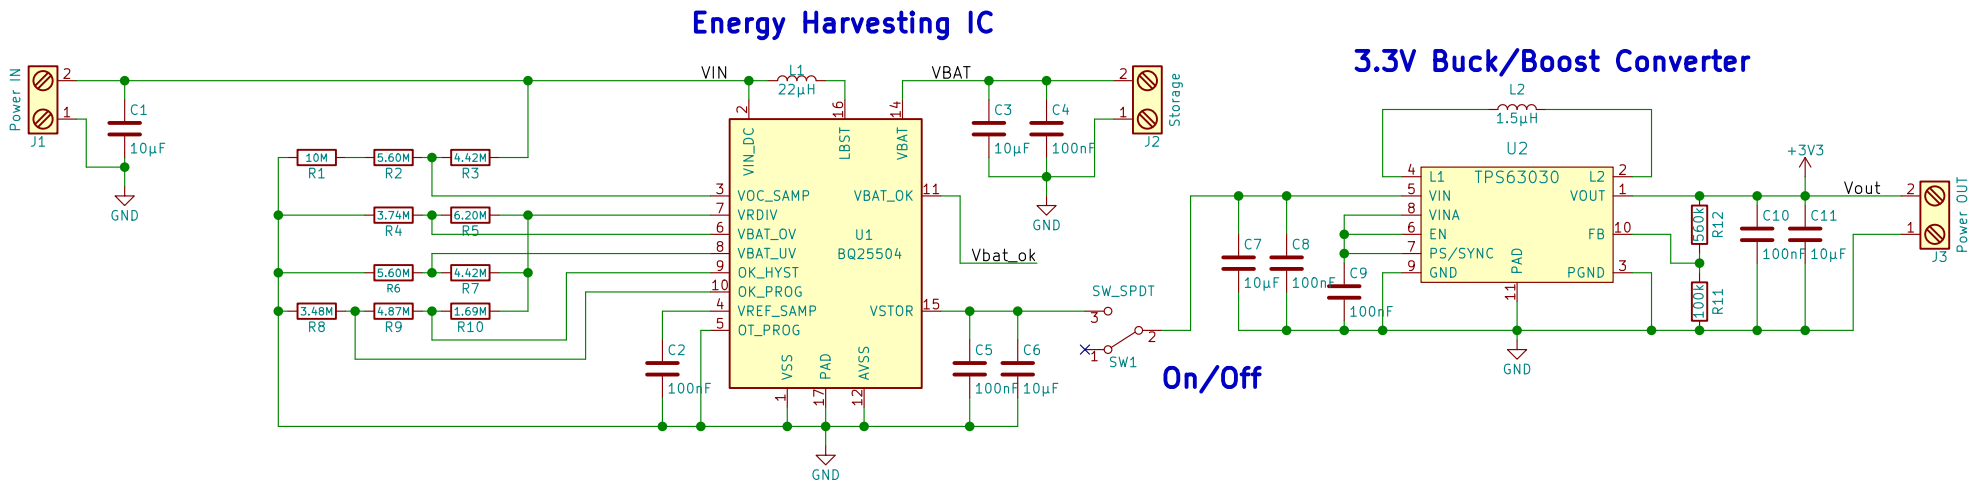 Energy Harvesting IC
3.3V Buck/Boost Converter
Power IN
2
1
J1
C1
10µF
GND
10M
R1
5.60M
R2
4.42M
R3
3.74M
R4
6.20M
R5
5.60M
R6
4.42M
R7
3.48M
R8
4.87M
R9
1.69M
R10
VIN
L1
22µH
2
16
14
VIN_DC
LBST
VBAT
3
VOC_SAMP
7
VRDIV
6
VBAT_OV
8
VBAT_UV
9
OK_HYST
10
OK_PROG
4
VREF_SAMP
5
OT_PROG
U1
BQ25504
VBAT_OK
11
VSTOR
15
VSS
PAD
AVSS
1
17
12
GND
C2
100nF
VBAT
C3
10µF
C4
100nF
GND
2
1
J2
Storage
Vbat_ok
C5
100nF
C6
10µF
SW_SPDT
3
2
1
SW1
On/Off
C7
10µF
C8
100nF
C9
100nF
L2
1.5µH
U2
TPS63030
4
L1
5
VIN
8
VINA
6
EN
7
PS/SYNC
9
GND
L2
2
VOUT
1
FB
10
PGND
3
PAD
11
GND
560k
R12
100k
R11
C10
100nF
C11
10µF
+3V3
Vout
2
1
J3
Power OUT